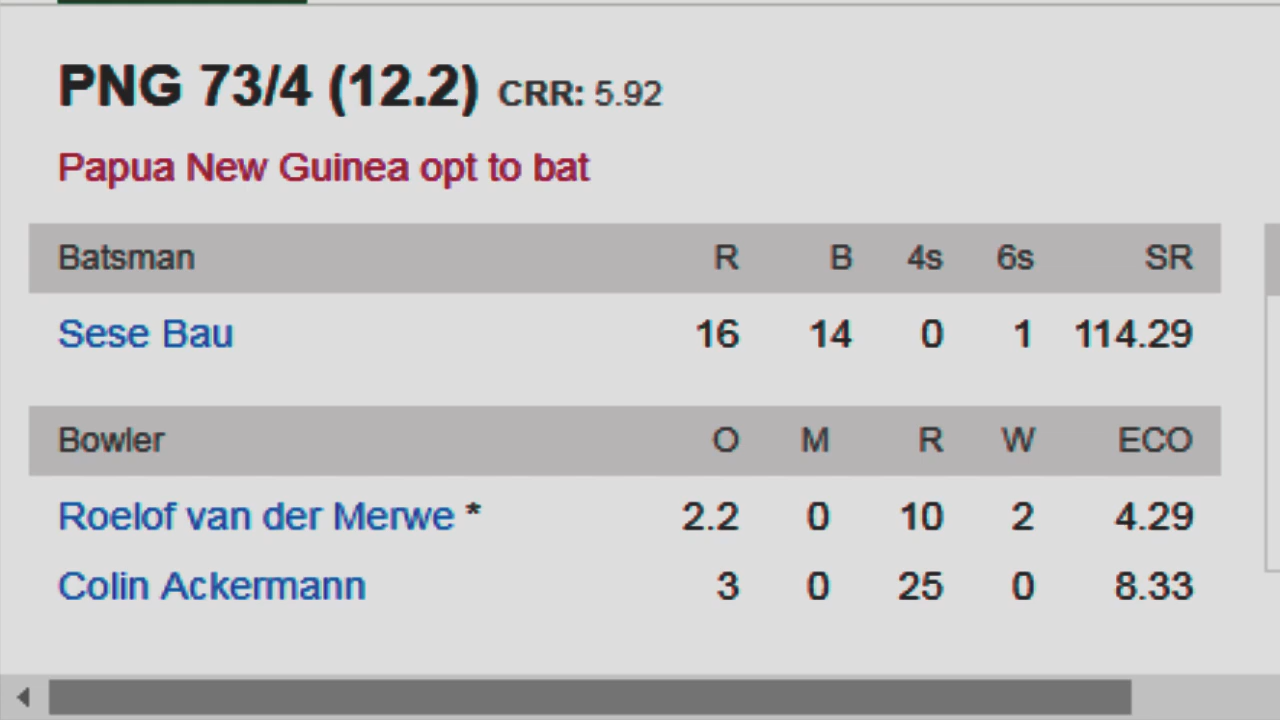 PNG 73/4 (12.2) CRR: 5.92
Papua New Guinea opt to bat
Batsman R B 4s 6s SR
Sese Bau 16 14 0 1 114.29
Bowler O M R W ECO
Roelof van der Merwe * 2.2 0 10 2 4.29
Colin Ackermann 3 0 25 0 8.33